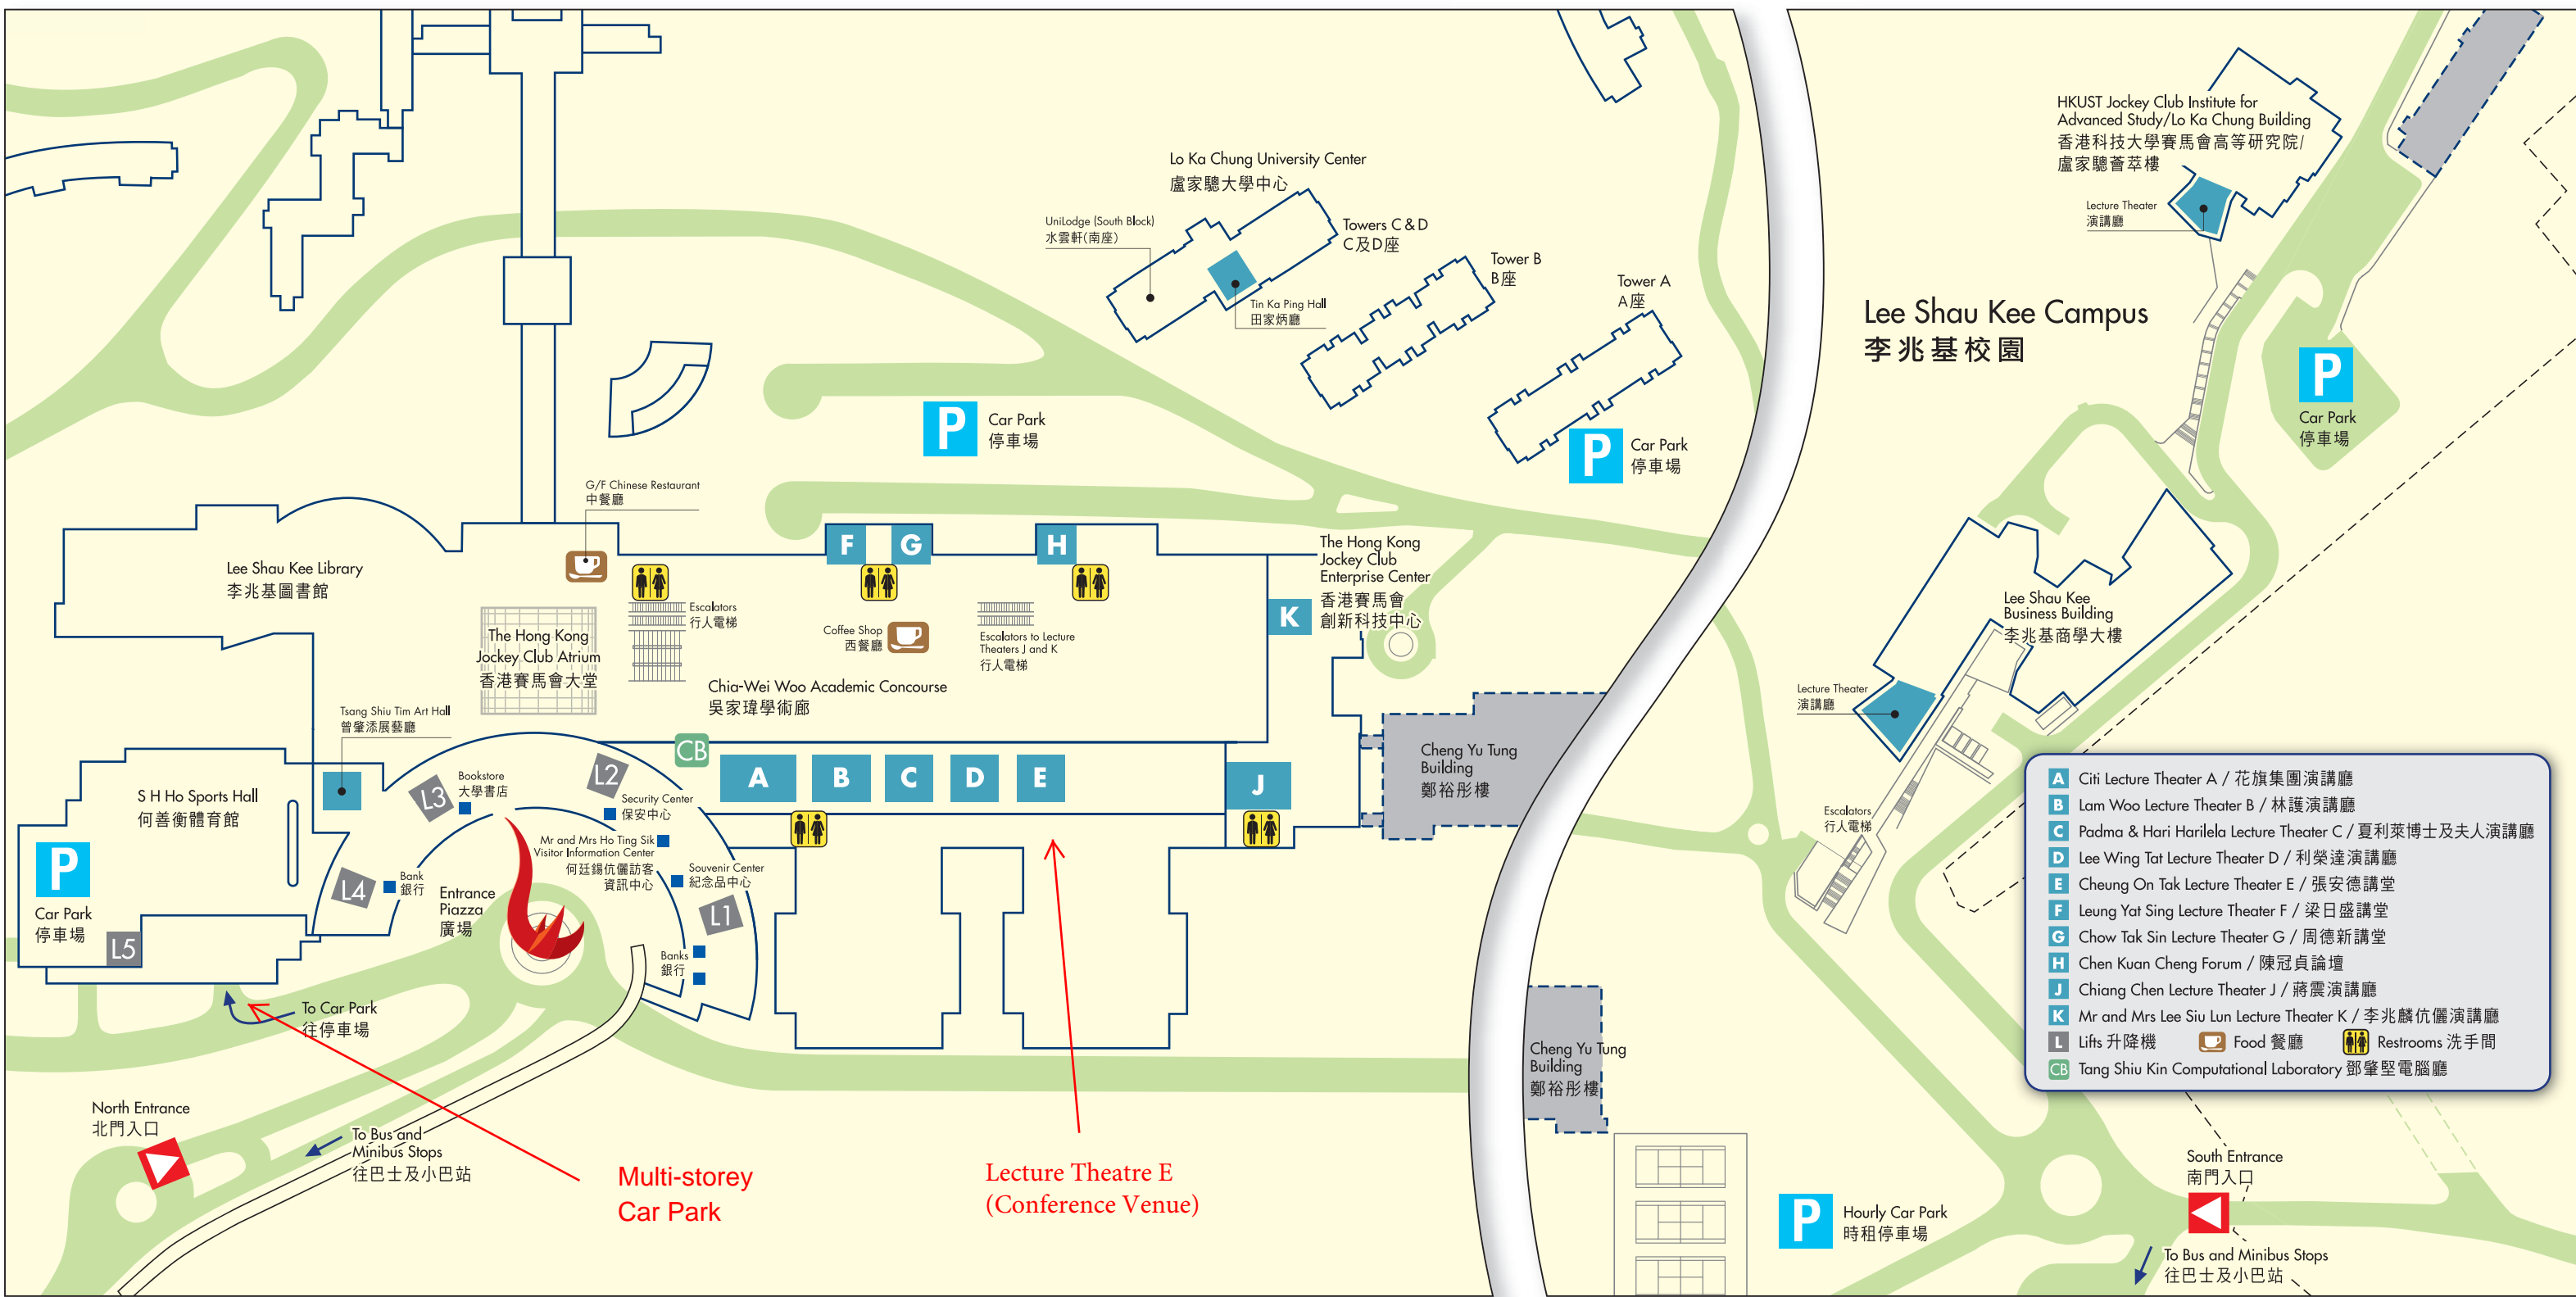 HKUST Jockey Club Institute for
Advanced Study/Lo Ka Chung Building
香港科技大學賽馬會高等研究院/
盧家驄薈萃樓
Lecture Theater
演講廳
Lo Ka Chung University Center
盧家驄大學中心
UniLodge (South Block)
水雲軒(南座)
Towers C & D
C及D座
Tin Ka Ping Hall
田家炳廳
Tower B
B座
Tower A
A座
Lee Shau Kee Campus
李兆基校園
P
Car Park
停車場
P
Car Park
停車場
P
Car Park
停車場
G/F Chinese Restaurant
中餐廳
F
G
H
The Hong Kong
Jockey Club
Enterprise Center
香港賽馬會
創新科技中心
K
Lee Shau Kee Library
李兆基圖書館
Escalators
行人電梯
Coffee Shop
西餐廳
Escalators to Lecture
Theaters J and K
行人電梯
The Hong Kong
Jockey Club Atrium
香港賽馬會大堂
Chia-Wei Woo Academic Concourse
吳家瑋學術廊
Lee Shau Kee
Business Building
李兆基商學大樓
Lecture Theater
演講廳
Tsang Shiu Tim Art Hall
曾肇添展藝廳
CB
A
B
C
D
E
J
Cheng Yu Tung
Building
鄭裕彤樓
S H Ho Sports Hall
何善衡體育館
L3
Bookstore
大學書店
L2
Security Center
保安中心
Mr and Mrs Ho Ting Sik
Visitor Information Center
何廷錫伉儷訪客
資訊中心
Souvenir Center
紀念品中心
P
Car Park
停車場
L5
L4
Bank
銀行
Entrance
Piazza
廣場
L1
Banks
銀行
Escalators
行人電梯
A Citi Lecture Theater A / 花旗集團演講廳
B Lam Woo Lecture Theater B / 林護演講廳
C Padma & Hari Harilela Lecture Theater C / 夏利萊博士及夫人演講廳
D Lee Wing Tat Lecture Theater D / 利榮達演講廳
E Cheung On Tak Lecture Theater E / 張安德講堂
F Leung Yat Sing Lecture Theater F / 梁日盛講堂
G Chow Tak Sin Lecture Theater G / 周德新講堂
H Chen Kuan Cheng Forum / 陳冠貞論壇
J Chiang Chen Lecture Theater J / 蔣震演講廳
K Mr and Mrs Lee Siu Lun Lecture Theater K / 李兆麟伉儷演講廳
L Lifts 升降機 Food 餐廳 Restrooms 洗手間
CB Tang Shiu Kin Computational Laboratory 鄧肇堅電腦廳
To Car Park
往停車場
Cheng Yu Tung
Building
鄭裕彤樓
North Entrance
北門入口
To Bus and
Minibus Stops
往巴士及小巴站
Multi-storey
Car Park
Lecture Theatre E
(Conference Venue)
P
Hourly Car Park
時租停車場
South Entrance
南門入口
To Bus and Minibus Stops
往巴士及小巴站